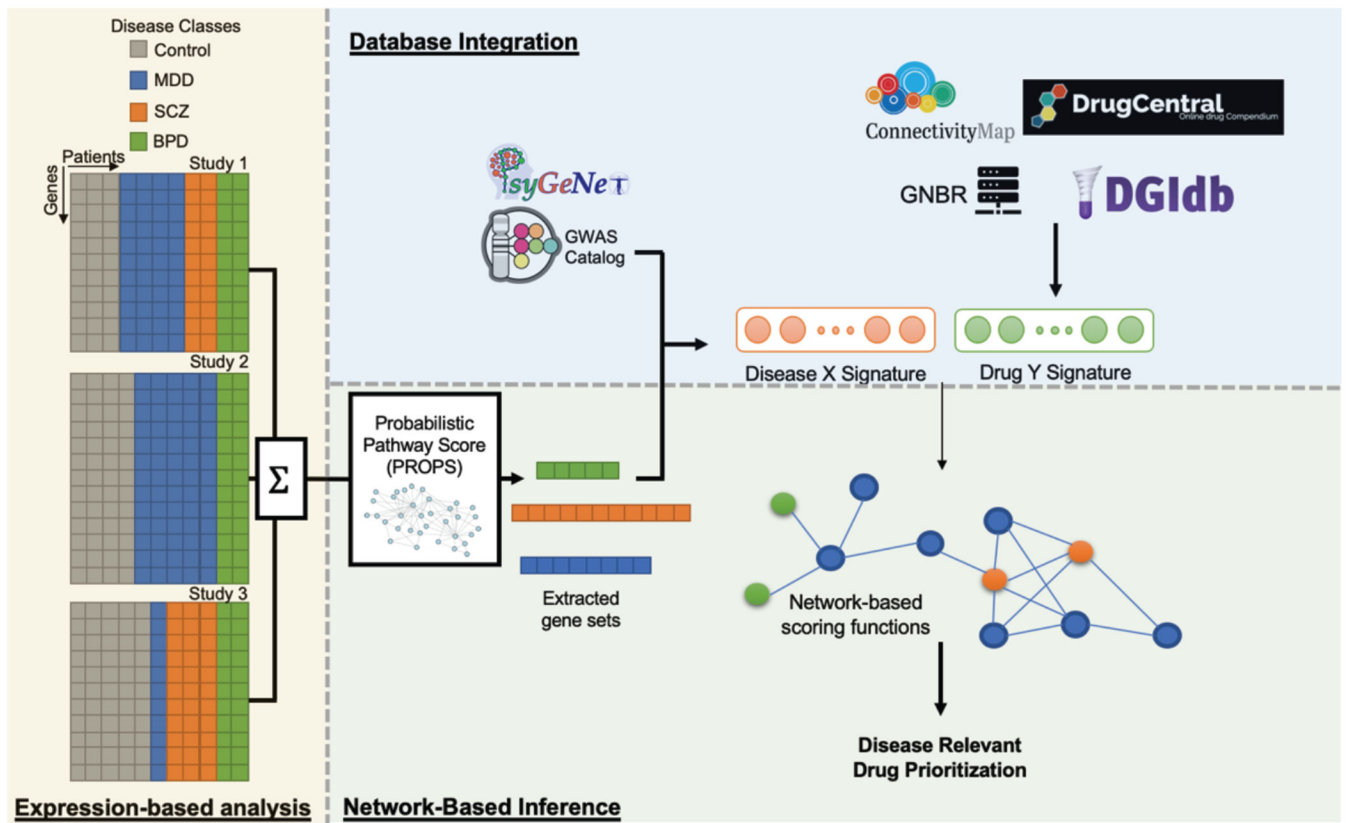 Disease Classes
Control
MDD
SCZ
BPD
Patients
Genes
Study 1
Study 2
Study 3
Σ
Expression-based analysis
Database Integration
PsyGeNeT
GWAS
Catalog
ConnectivityMap
DrugCentral
Online drug Compendium
GNBR
DGIdb
Disease X Signature
Drug Y Signature
Probabilistic
Pathway Score
(PROPS)
Extracted
gene sets
Network-based
scoring functions
Disease Relevant
Drug Prioritization
Network-Based Inference